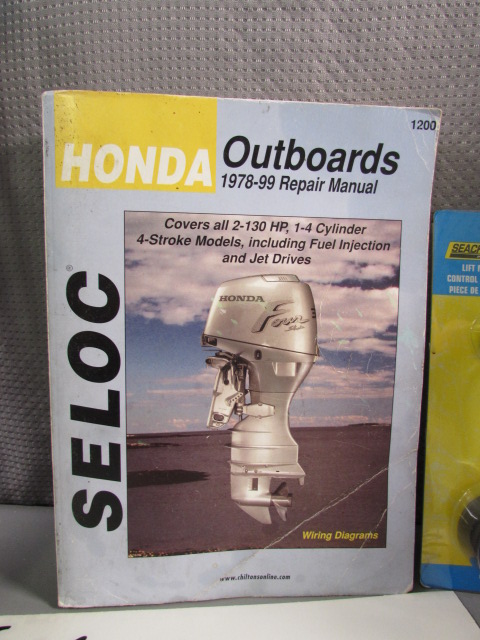 1200
HONDA
Outboards
1978-99 Repair Manual
Covers all 2-130 HP, 1-4 Cylinder
4-Stroke Models, including Fuel Injection
and Jet Drives
HONDA
Four
SELOC®
Wiring Diagrams
www.chiltonsonline.com
LIFT
CONTROL
PIECE DE